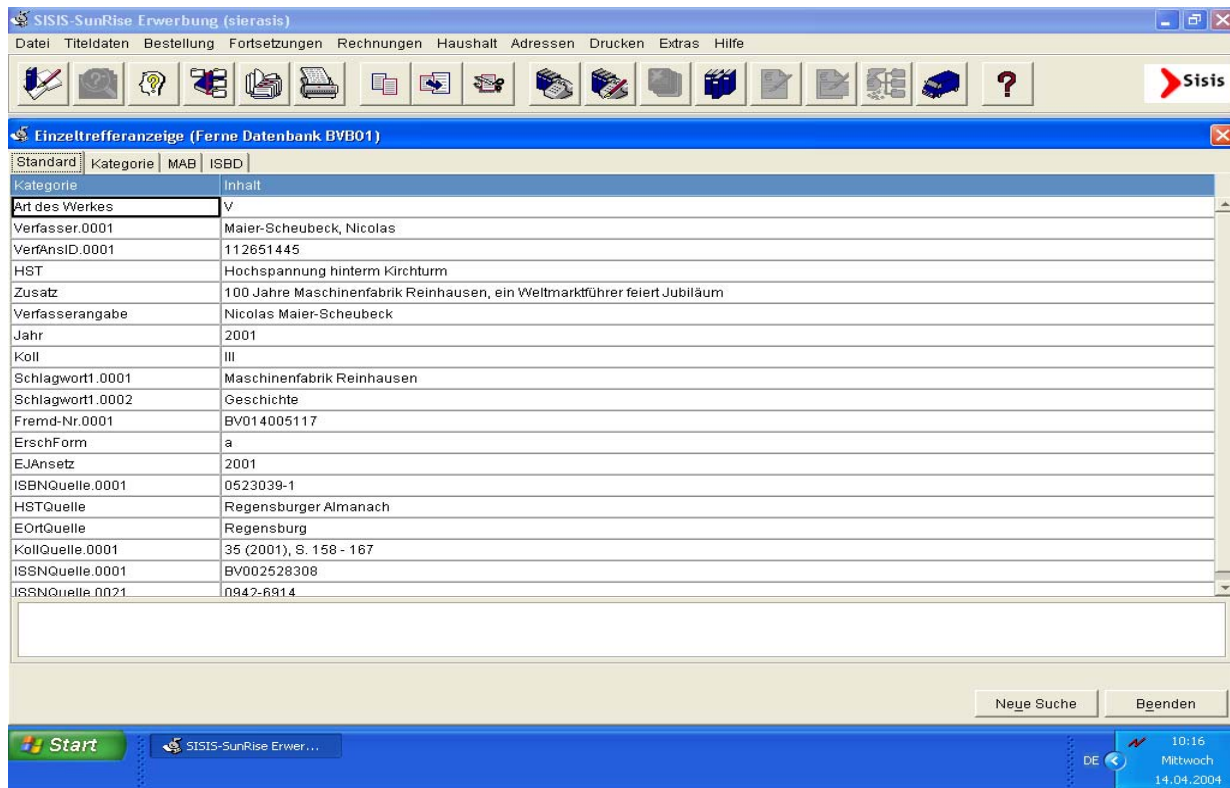 SISIS-SunRise Erwerbung (sierasis)
Datei Titeldaten Bestellung Fortsetzungen Rechnungen Haushalt Adressen Drucken Extras Hilfe
Sisis
Einzeltrefferanzeige (Ferne Datenbank BVB01)
Standard Kategorie MAB ISBD
Kategorie Inhalt
Art des Werkes V
Verfasser.0001 Maier-Scheubeck, Nicolas
VerfAnsID.0001 112651445
HST Hochspannung hinterm Kirchturm
Zusatz 100 Jahre Maschinenfabrik Reinhausen, ein Weltmarktführer feiert Jubiläum
Verfasserangabe Nicolas Maier-Scheubeck
Jahr 2001
Koll III
Schlagwort1.0001 Maschinenfabrik Reinhausen
Schlagwort1.0002 Geschichte
Fremd-Nr.0001 BV014005117
ErschForm a
EJAnsetz 2001
ISBNQuelle.0001 0523039-1
HSTQuelle Regensburger Almanach
EOrtQuelle Regensburg
KollQuelle.0001 35 (2001), S. 158 - 167
ISSNQuelle.0001 BV002528308
ISSNQuelle.0021 0942-6914
Neue Suche Beenden
Start SISIS-SunRise Erwer... DE 10:16
Mittwoch
14.04.2004